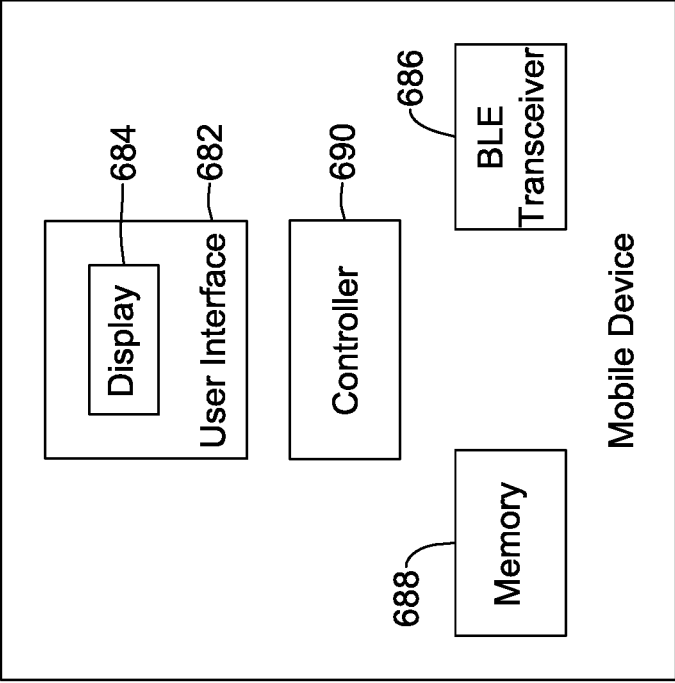 Display
684
User Interface
682
Controller
690
688
686
Memory
BLE
Transceiver
Mobile Device